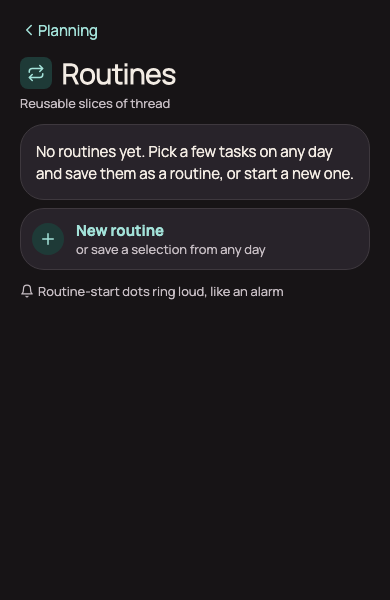 Planning
Routines
Reusable slices of thread
No routines yet. Pick a few tasks on any day
and save them as a routine, or start a new one.
New routine
or save a selection from any day
Routine-start dots ring loud, like an alarm